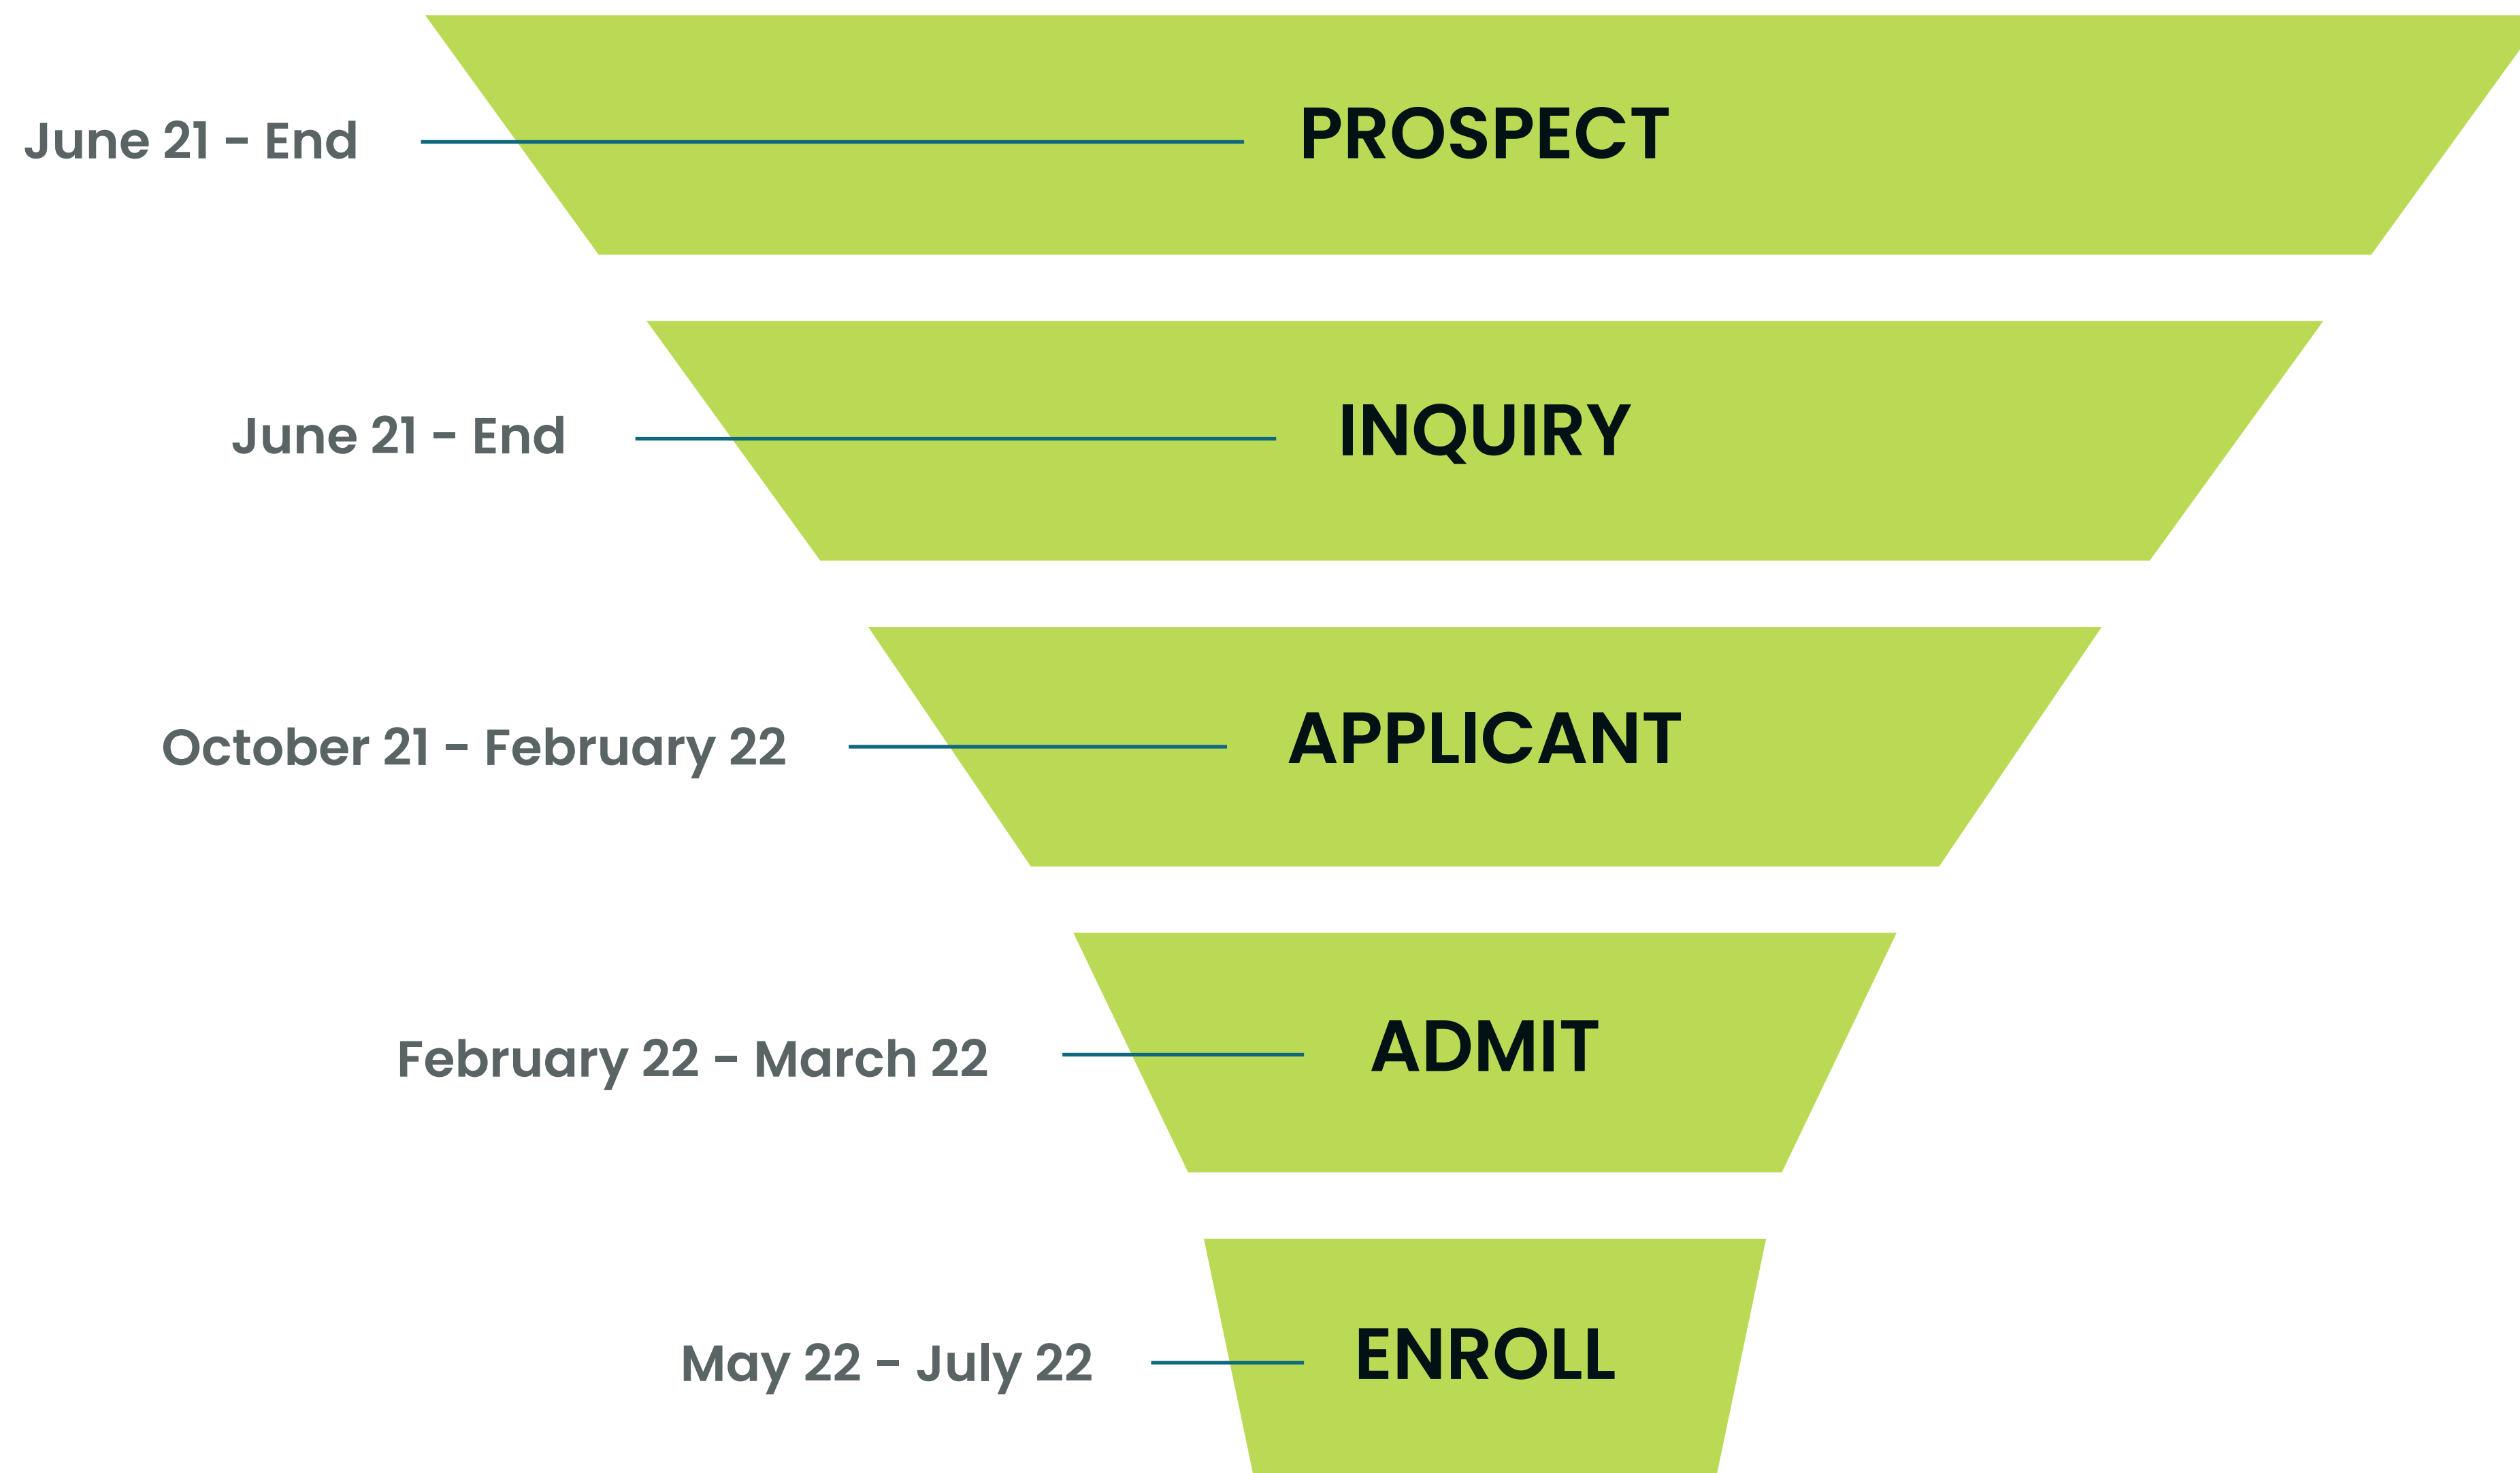 June 21 - End PROSPECT
June 21 - End INQUIRY
October 21 - February 22 APPLICANT
February 22 - March 22 ADMIT
May 22 - July 22 ENROLL